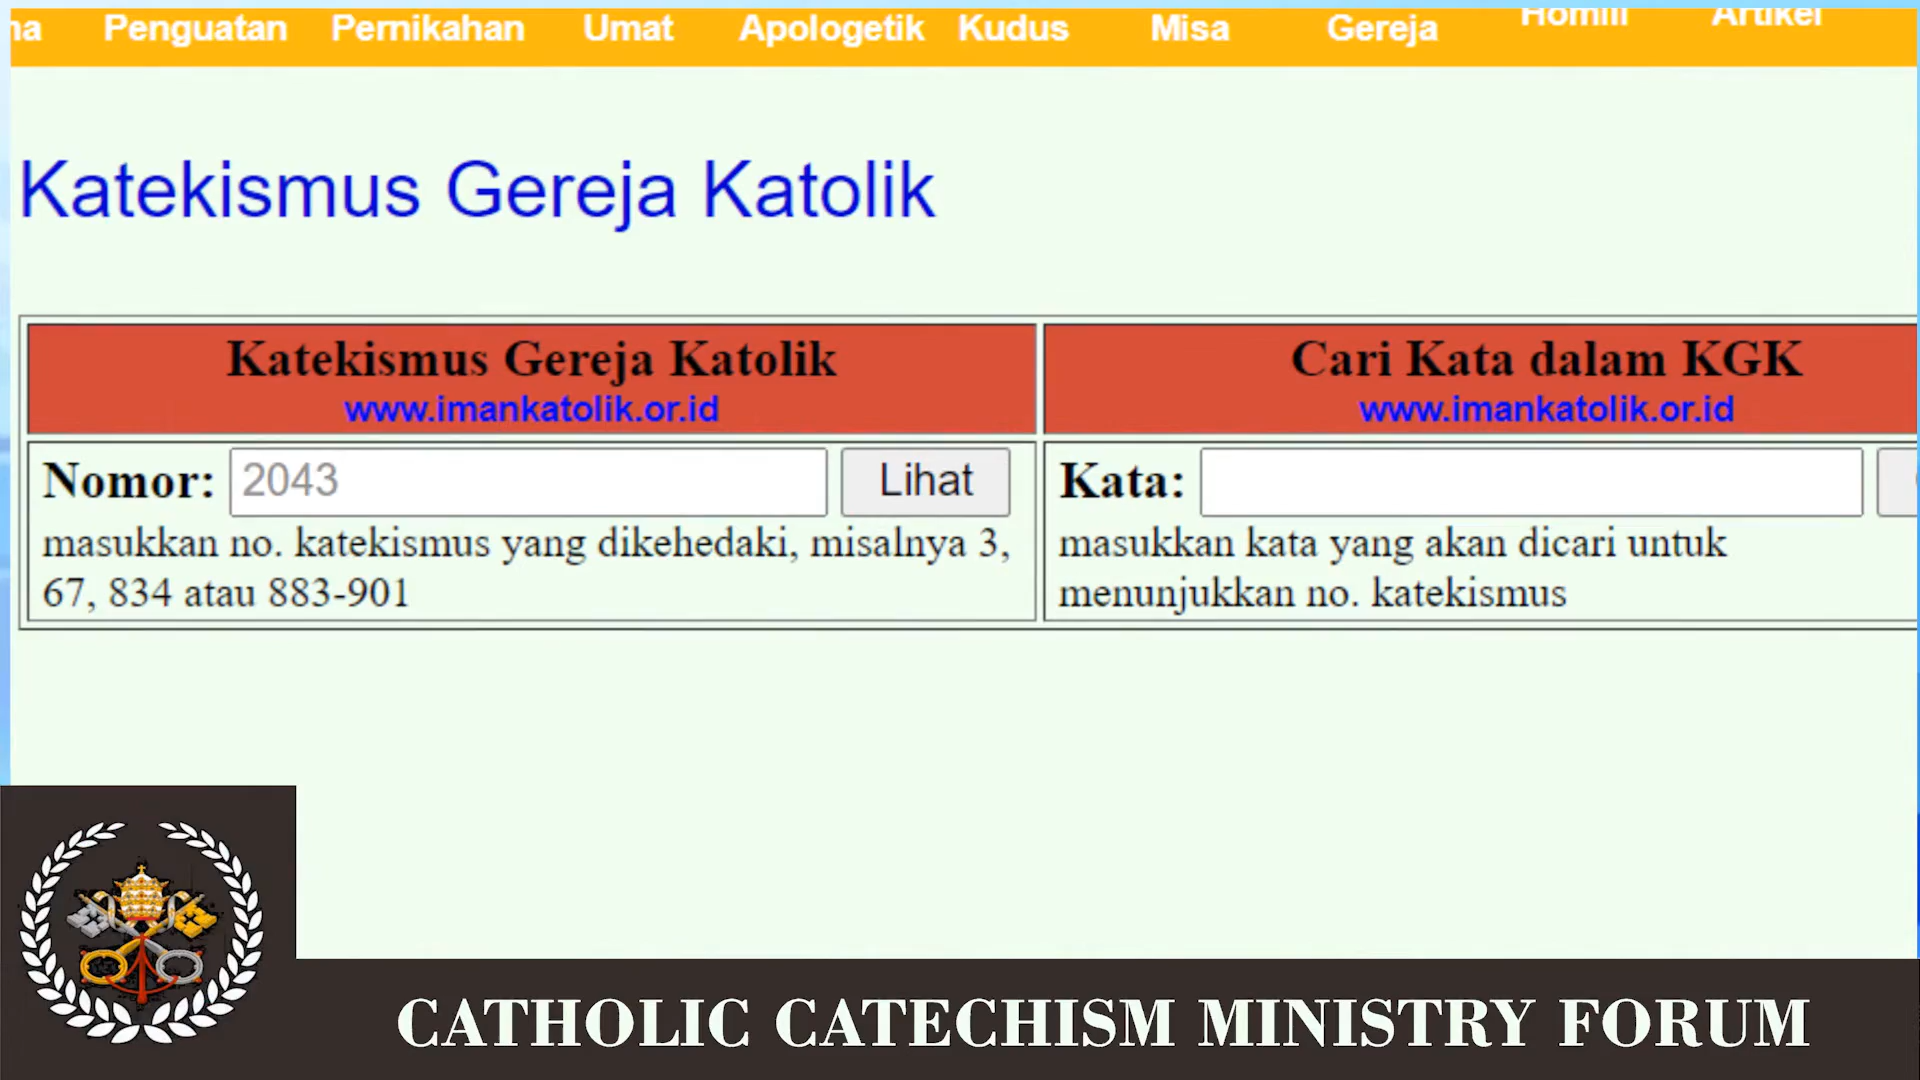 Penguatan Pernikahan Umat Apologetik Kudus Misa Gereja Homili Artikel
Katekismus Gereja Katolik
Katekismus Gereja Katolik
www.imankatolik.or.id
Nomor: 2043 Lihat
masukkan no. katekismus yang dikehedaki, misalnya 3,
67, 834 atau 883-901
Cari Kata dalam KGK
www.imankatolik.or.id
Kata:
masukkan kata yang akan dicari untuk
menunjukkan no. katekismus
CATHOLIC CATECHISM MINISTRY FORUM